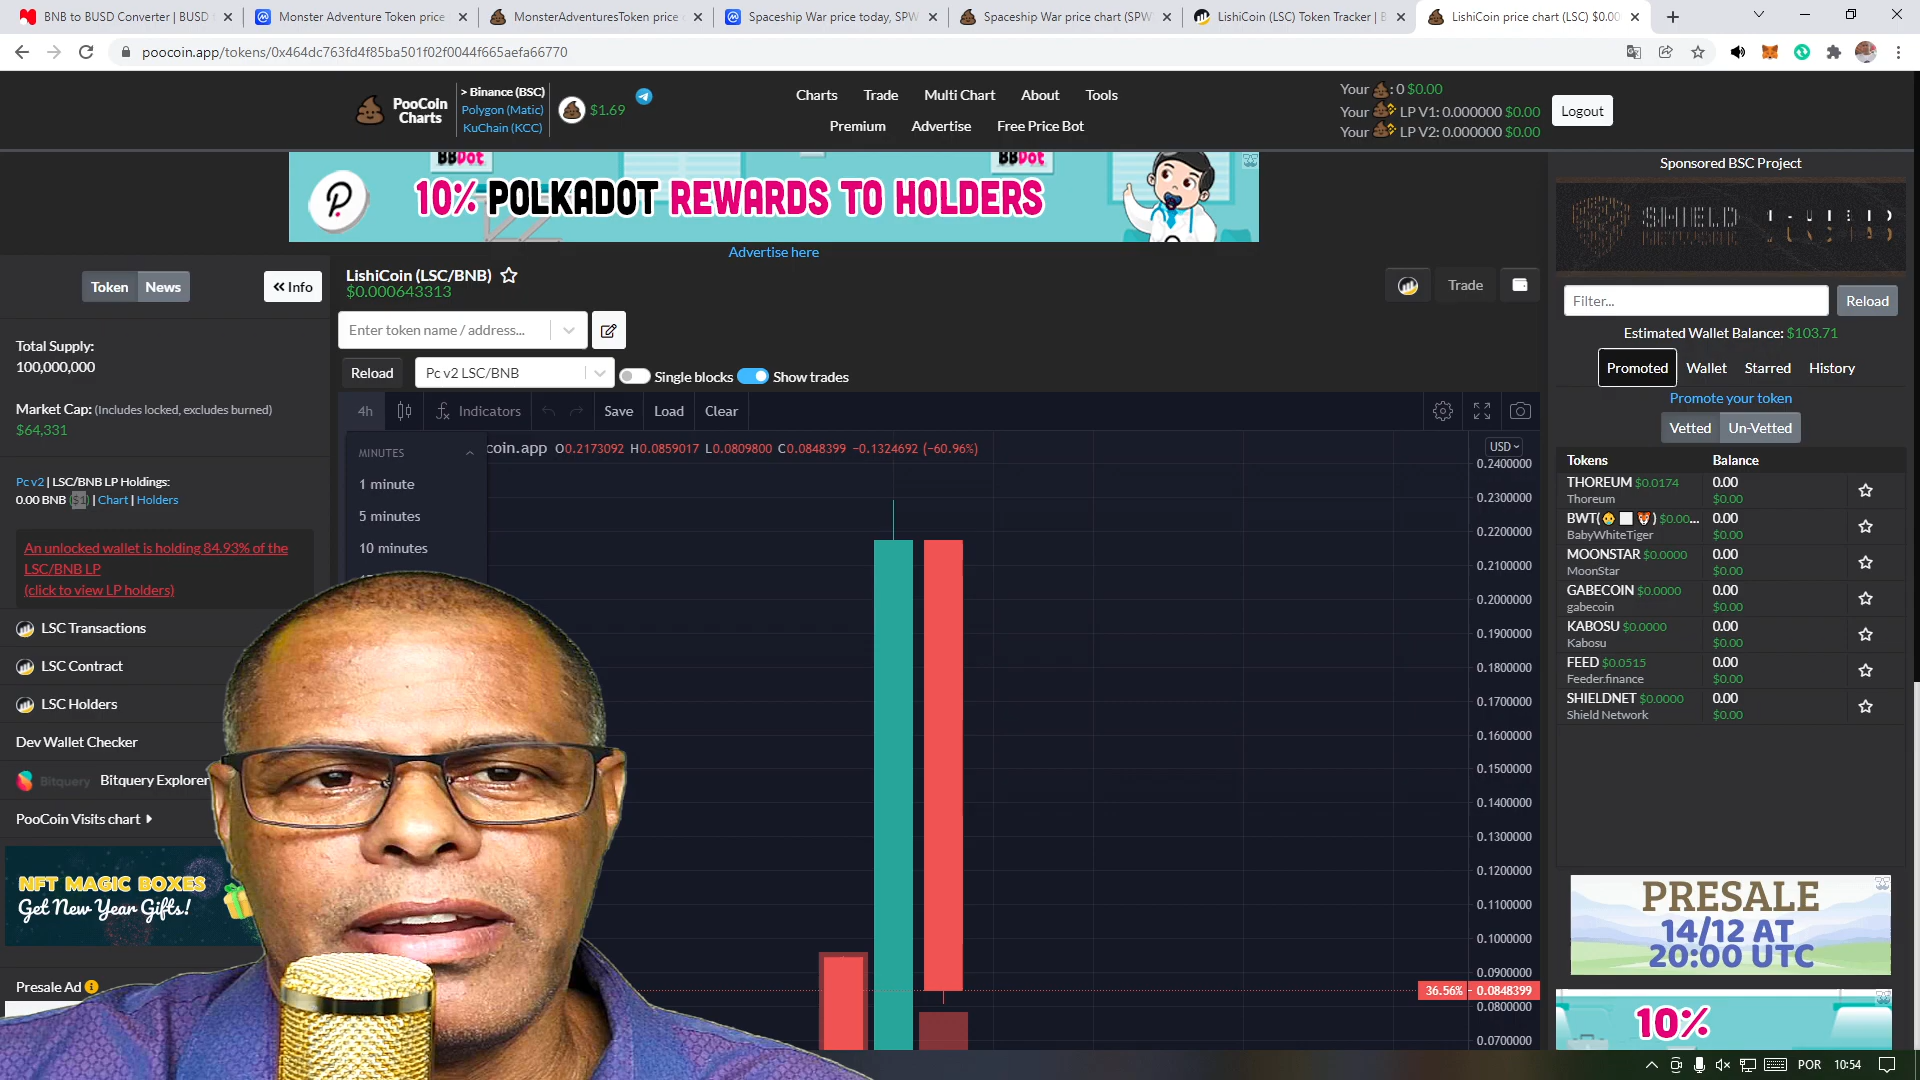 BNB to BUSD Converter | BUSD
Monster Adventure Token price
MonsterAdventuresToken price
Spaceship War price today, SPW
Spaceship War price chart (SPW
LishiCoin (LSC) Token Tracker | B
LishiCoin price chart (LSC) $0.00
poocoin.app/tokens/0x464dc763fd4f85ba501f02f0044f665aefa66770
PooCoin
Charts
> Binance (BSC)
Polygon (Matic)
KuChain (KCC)
$1.69
Charts Trade Multi Chart About Tools
Premium Advertise Free Price Bot
Your : 0 $0.00
Your LP V1: 0.000000 $0.00
Your LP V2: 0.000000 $0.00
Logout
BBDOT BBDOT
10% POLKADOT REWARDS TO HOLDERS
Advertise here
Sponsored BSC Project
SHIELD
NETWORK
Token News
Info
LishiCoin (LSC/BNB)
$0.000643313
Trade
Filter...
Reload
Enter token name / address...
Estimated Wallet Balance: $103.71
Total Supply:
100,000,000
Reload
Pc v2 LSC/BNB
Single blocks
Show trades
Promoted Wallet Starred History
Promote your token
Vetted Un-Vetted
Market Cap: (Includes locked, excludes burned)
$64,331
4h
Indicators
Save Load Clear
MINUTES
1 minute
5 minutes
10 minutes
coin.app O0.2173092 H0.0859017 L0.0809800 C0.0848399 −0.1324692 (−60.96%)
USD
Pc v2 | LSC/BNB LP Holdings:
0.00 BNB ($1) | Chart | Holders
An unlocked wallet is holding 84.93% of the
LSC/BNB LP
(click to view LP holders)
LSC Transactions
LSC Contract
LSC Holders
Dev Wallet Checker
Bitquery Bitquery Explorer
PooCoin Visits chart
NFT MAGIC BOXES
Get New Year Gifts!
Presale Ad
0.2400000
0.2300000
0.2200000
0.2100000
0.2000000
0.1900000
0.1800000
0.1700000
0.1600000
0.1500000
0.1400000
0.1300000
0.1200000
0.1100000
0.1000000
0.0900000
36.56% 0.0848399
0.0800000
0.0700000
Tokens Balance
THOREUM $0.0174 0.00
Thoreum $0.00
BWT( ) $0.00... 0.00
BabyWhiteTiger $0.00
MOONSTAR $0.0000 0.00
MoonStar $0.00
GABECOIN $0.0000 0.00
gabecoin $0.00
KABOSU $0.0000 0.00
Kabosu $0.00
FEED $0.0515 0.00
Feeder.finance $0.00
SHIELDNET $0.0000 0.00
Shield Network $0.00
PRESALE
14/12 AT
20:00 UTC
10%
POR 10:54